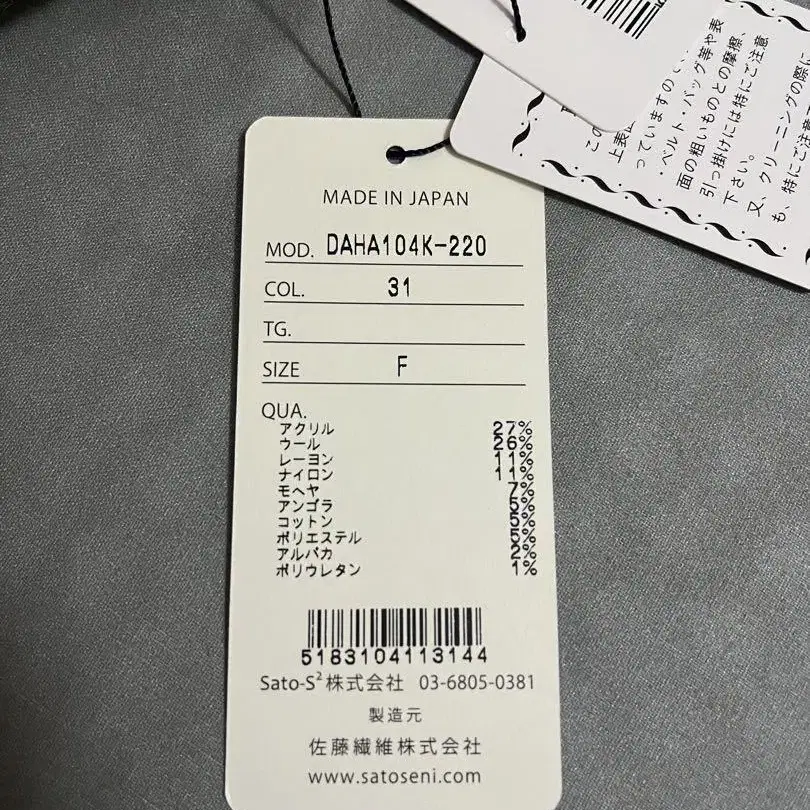 MADE IN JAPAN
MOD. DAHA104K-220
COL. 31
TG.
SIZE F
QUA.
アクリル 27%
ウール 26%
レーヨン 11%
ナイロン 11%
モヘヤ 7%
アンゴラ 5%
コットン 5%
ポリエステル 5%
アルパカ 2%
ポリウレタン 1%
5183104113144
Sato-S²株式会社 03-6805-0381
製造元
佐藤繊維株式会社
www.satoseni.com
この
上表
っていますので
・ベルト・バッグ等や表
面の粗いものとの摩擦、
引っ掛けには特にご注意
下さい。
又、クリーニングの際に
も、特にご注意